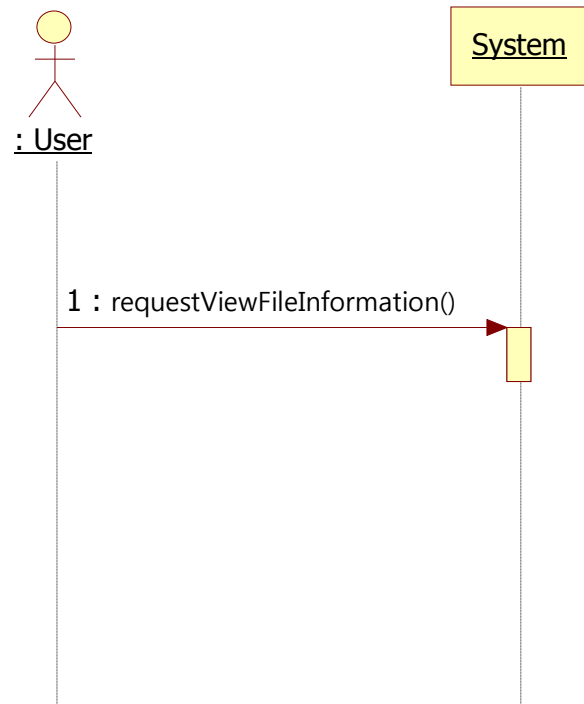 System
: User
1 : requestViewFileInformation()